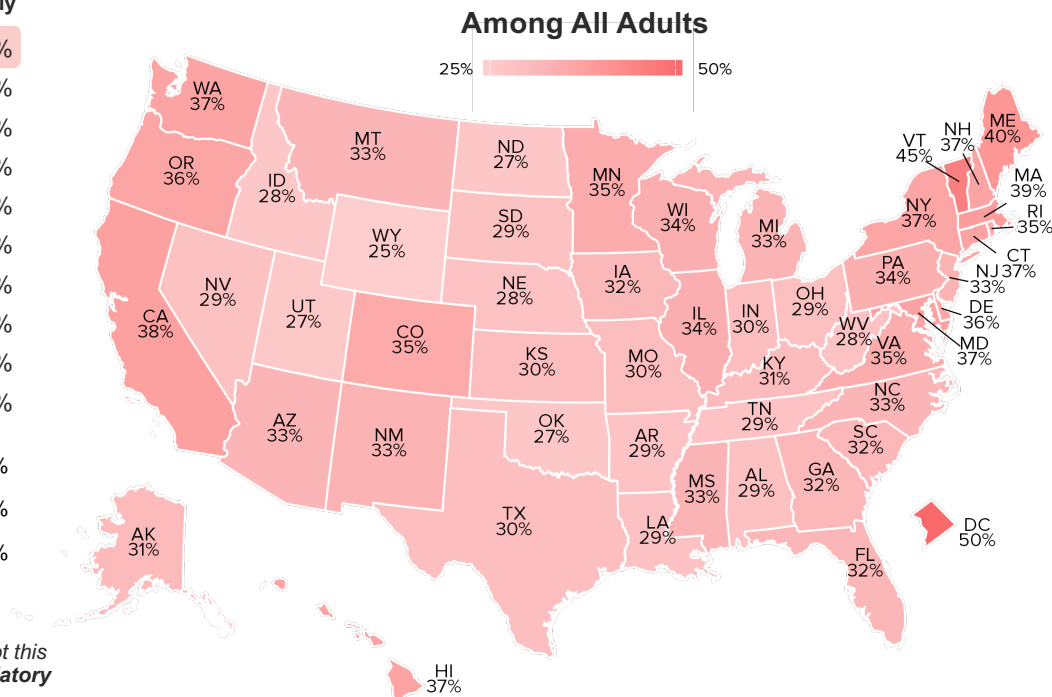 ly
Among All Adults
25%
50%
%
%
%
%
%
%
%
%
%
%
%
%
%
WA
37%
OR
36%
CA
38%
ID
28%
NV
29%
MT
33%
WY
25%
UT
27%
CO
35%
AZ
33%
NM
33%
ND
27%
SD
29%
NE
28%
KS
30%
OK
27%
TX
30%
MN
35%
IA
32%
MO
30%
AR
29%
LA
29%
WI
34%
IL
34%
MI
33%
IN
30%
OH
29%
KY
31%
TN
29%
MS
33%
AL
29%
GA
32%
FL
32%
SC
32%
NC
33%
VA
35%
WV
28%
PA
34%
NY
37%
VT
45%
NH
37%
ME
40%
MA
39%
RI
35%
CT
37%
NJ
33%
DE
36%
MD
37%
DC
50%
AK
31%
HI
37%
ot this
latory